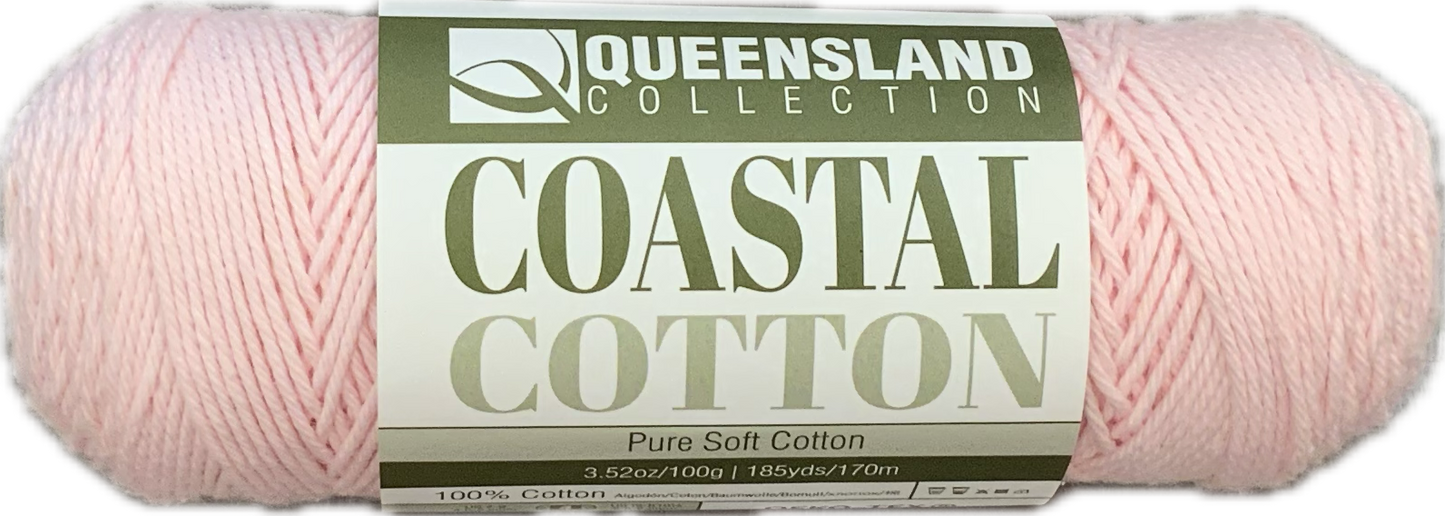 QUEENSLAND
COLLECTION
COASTAL
COTTON
Pure Soft Cotton
3.52oz/100g | 185yds/170m
100% Cotton